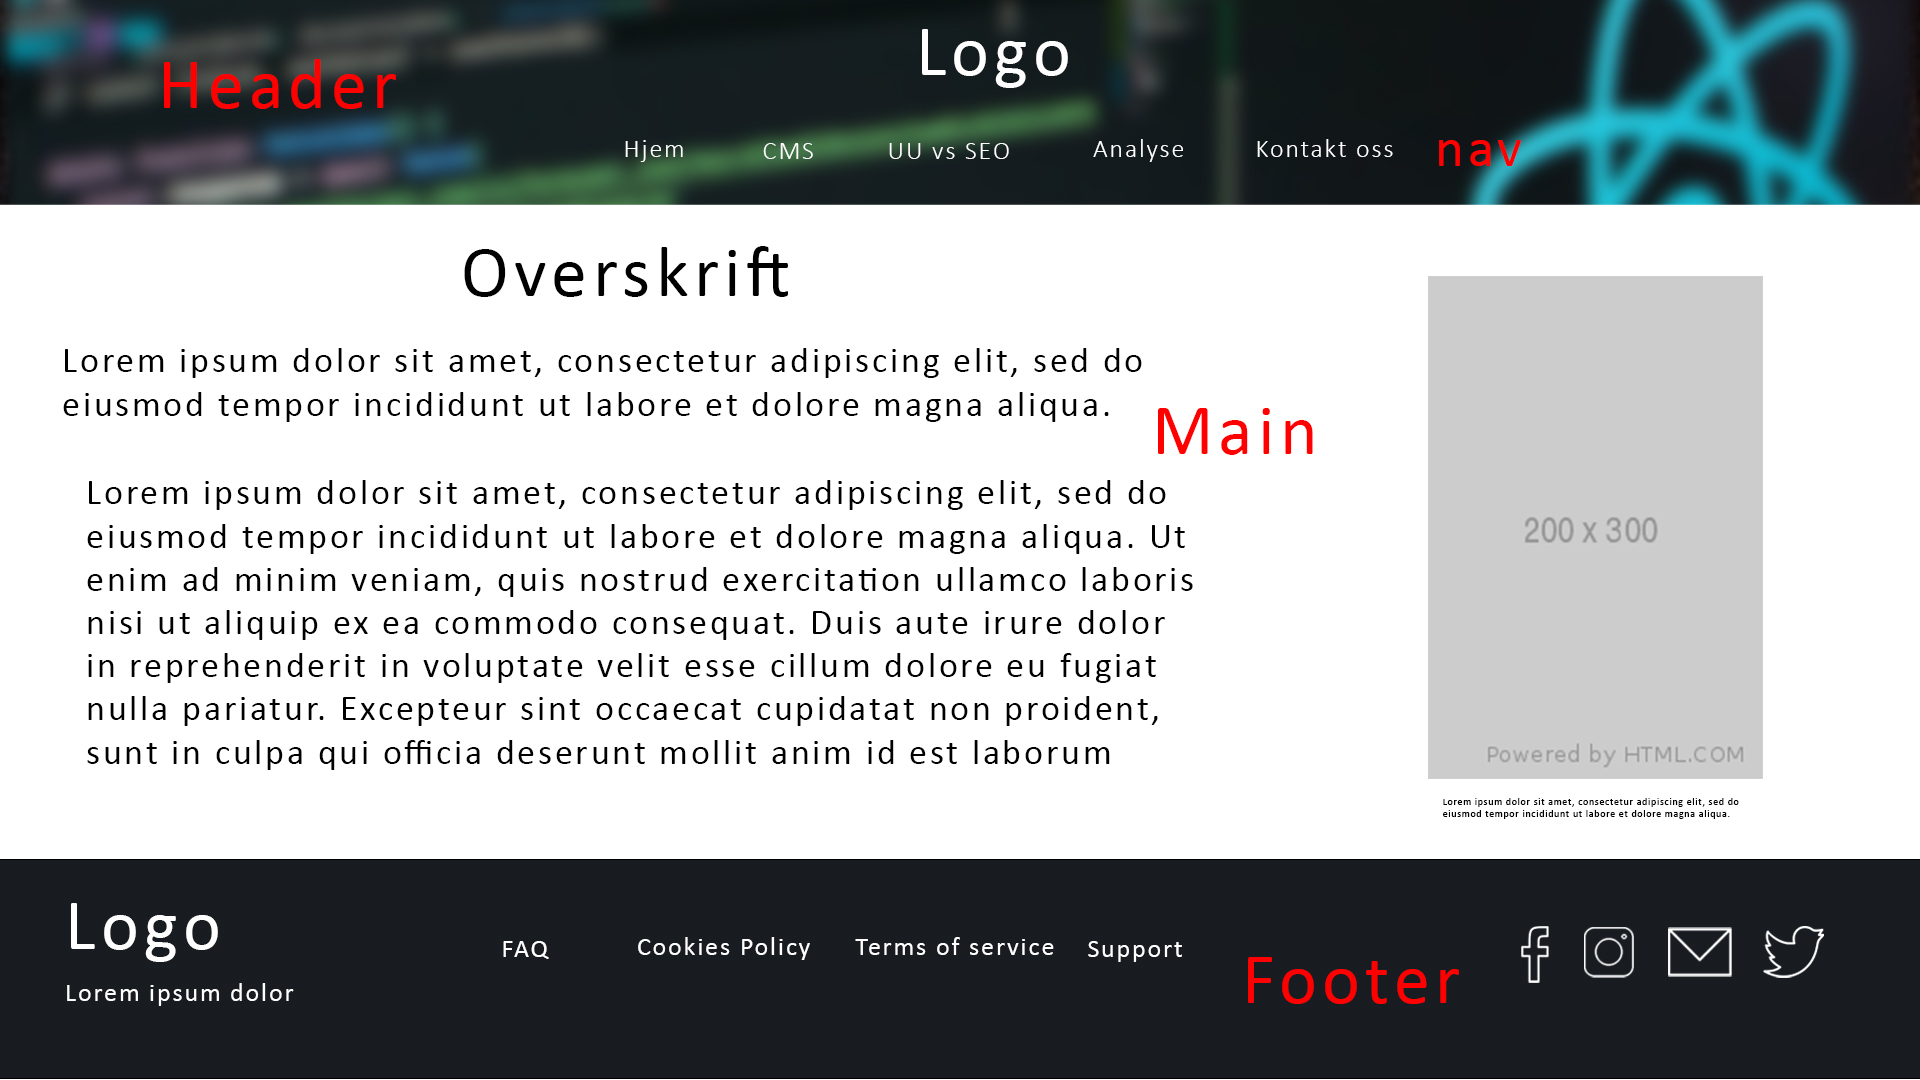 Logo
Header
Hjem CMS UU vs SEO Analyse Kontakt oss nav
Overskrift
Lorem ipsum dolor sit amet, consectetur adipiscing elit, sed do
eiusmod tempor incididunt ut labore et dolore magna aliqua.
Main
Lorem ipsum dolor sit amet, consectetur adipiscing elit, sed do
eiusmod tempor incididunt ut labore et dolore magna aliqua. Ut
enim ad minim veniam, quis nostrud exercitation ullamco laboris
nisi ut aliquip ex ea commodo consequat. Duis aute irure dolor
in reprehenderit in voluptate velit esse cillum dolore eu fugiat
nulla pariatur. Excepteur sint occaecat cupidatat non proident,
sunt in culpa qui officia deserunt mollit anim id est laborum
200 x 300
Powered by HTML.COM
Lorem ipsum dolor sit amet, consectetur adipiscing elit, sed do
eiusmod tempor incididunt ut labore et dolore magna aliqua.
Logo
Lorem ipsum dolor
FAQ Cookies Policy Terms of service Support
Footer